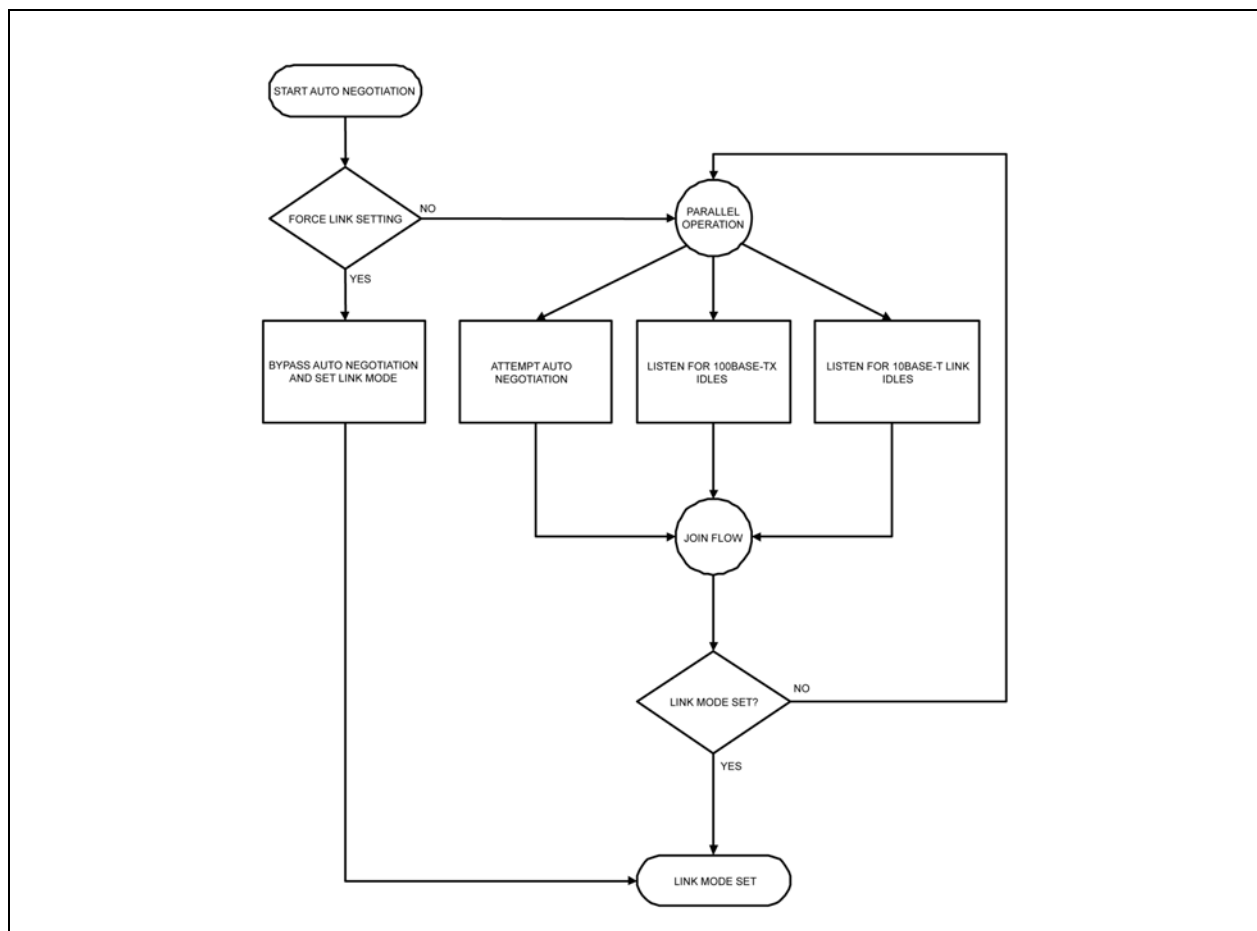 START AUTO NEGOTIATION
FORCE LINK SETTING
NO
PARALLEL
OPERATION
YES
BYPASS AUTO NEGOTIATION
AND SET LINK MODE
ATTEMPT AUTO
NEGOTIATION
LISTEN FOR 100BASE-TX
IDLES
LISTEN FOR 10BASE-T LINK
IDLES
JOIN FLOW
LINK MODE SET?
NO
YES
LINK MODE SET